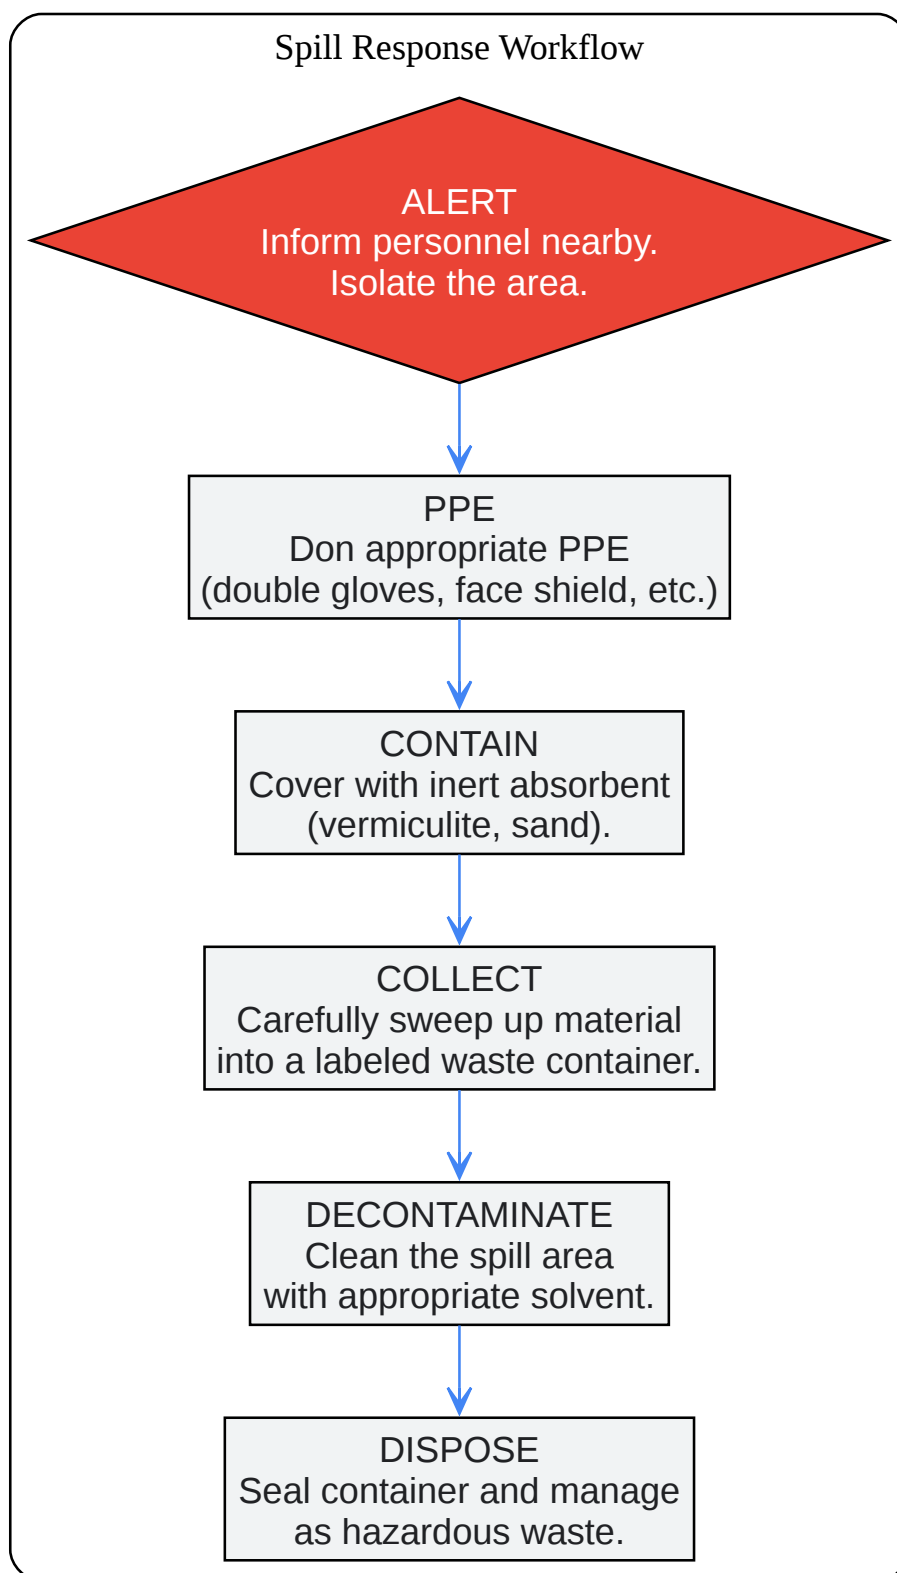 Spill Response Workflow
ALERT
Inform personnel nearby.
Isolate the area.
PPE
Don appropriate PPE
(double gloves, face shield, etc.)
CONTAIN
Cover with inert absorbent
(vermiculite, sand).
COLLECT
Carefully sweep up material
into a labeled waste container.
DECONTAMINATE
Clean the spill area
with appropriate solvent.
DISPOSE
Seal container and manage
as hazardous waste.